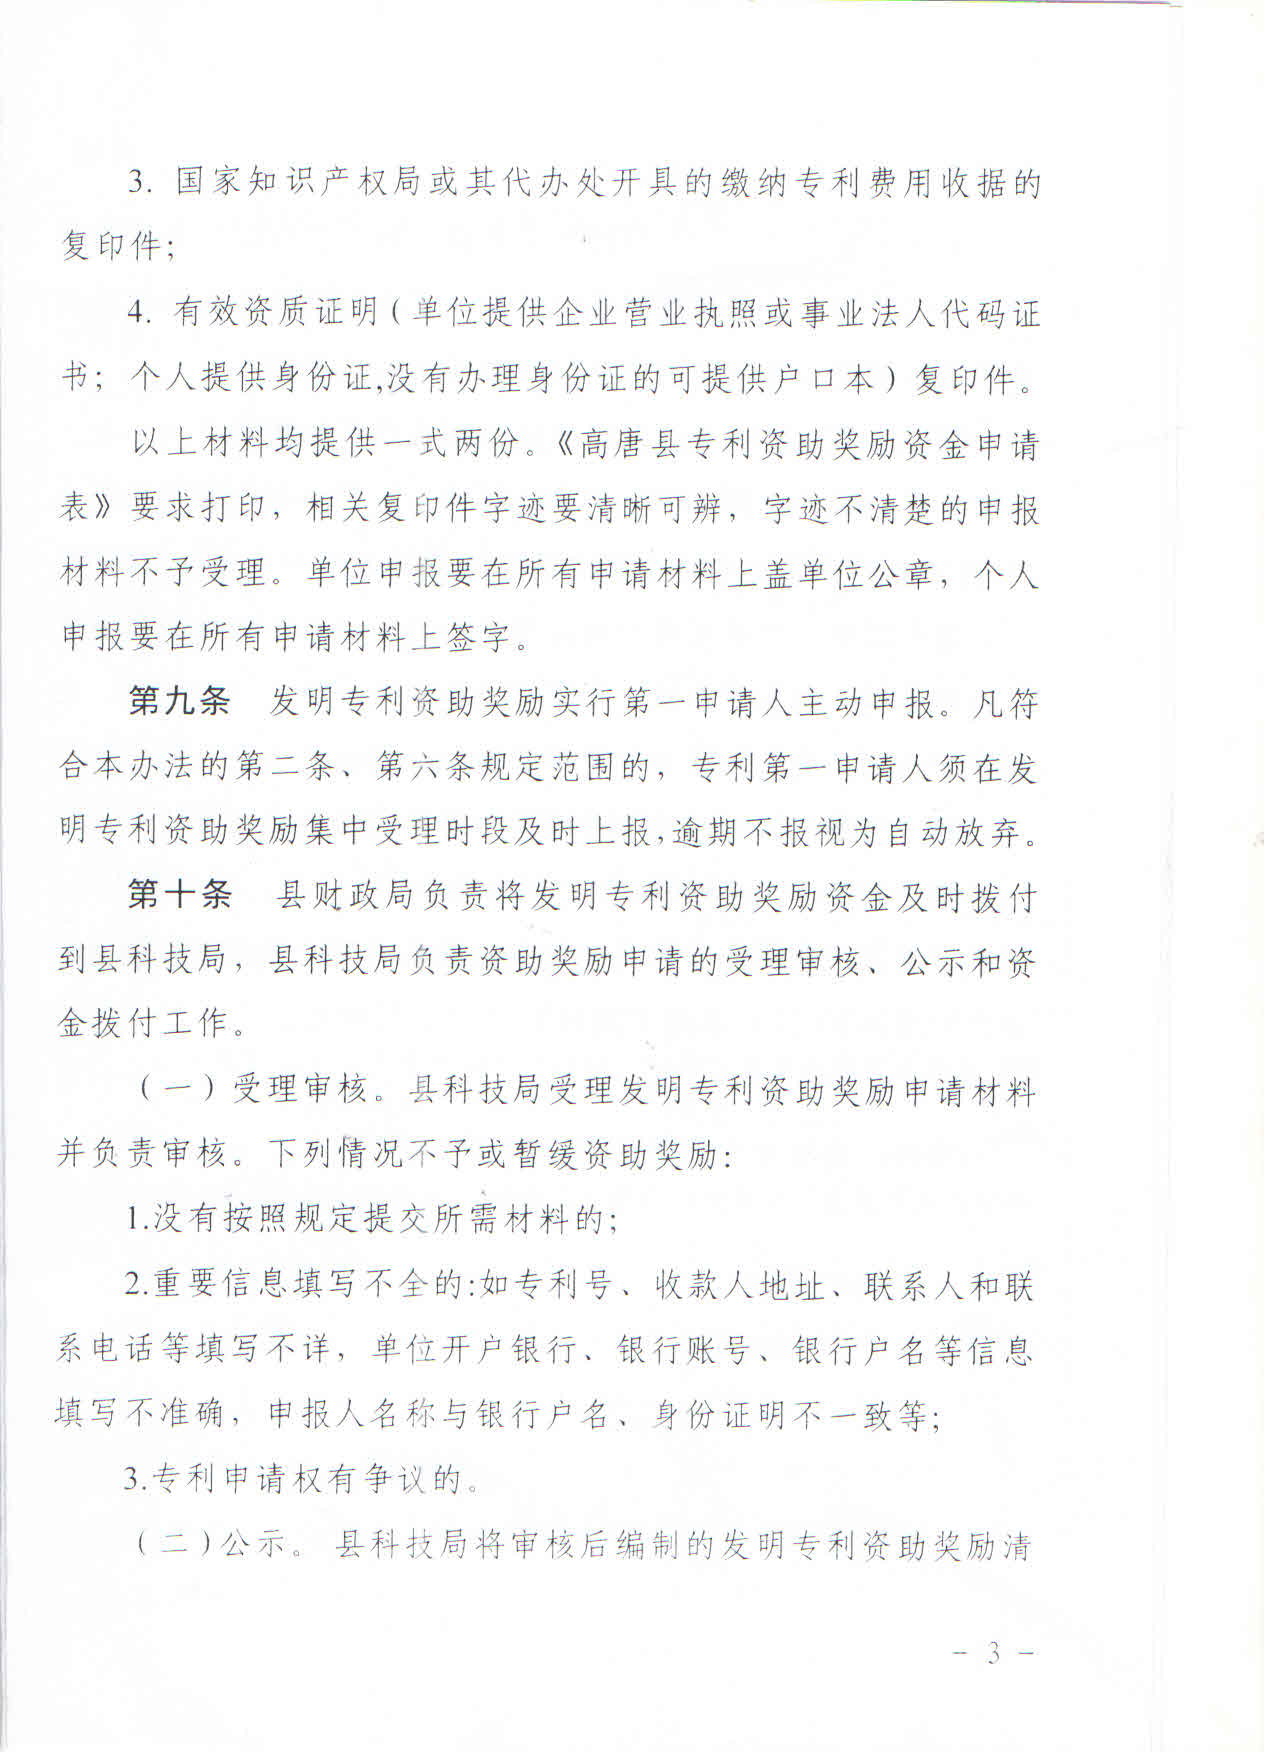 3. 国家知识产权局或其代办处开具的缴纳专利费用收据的
复印件;
4. 有效资质证明(单位提供企业营业执照或事业法人代码证
书; 个人提供身份证,没有办理身份证的可提供户口本)复印件。
以上材料均提供一式两份。《高唐县专利资助奖励资金申请
表》要求打印，相关复印件字迹要清晰可辨，字迹不清楚的申报
材料不予受理。单位申报要在所有申请材料上盖单位公章，个人
申报要在所有申请材料上签字。
第九条 发明专利资助奖励实行第一申请人主动申报。凡符
合本办法的第二条、第六条规定范围的，专利第一申请人须在发
明专利资助奖励集中受理时段及时上报,逾期不报视为自动放弃。
第十条 县财政局负责将发明专利资助奖励资金及时拨付
到县科技局，县科技局负责资助奖励申请的受理审核、公示和资
金拨付工作。
(一)受理审核。县科技局受理发明专利资助奖励申请材料
并负责审核。下列情况不予或暂缓资助奖励:
1.没有按照规定提交所需材料的;
2.重要信息填写不全的:如专利号、收款人地址、联系人和联
系电话等填写不详，单位开户银行、银行账号、银行户名等信息
填写不准确，申报人名称与银行户名、身份证明不一致等;
3.专利申请权有争议的。
(二)公示。 县科技局将审核后编制的发明专利资助奖励清
- 3 -